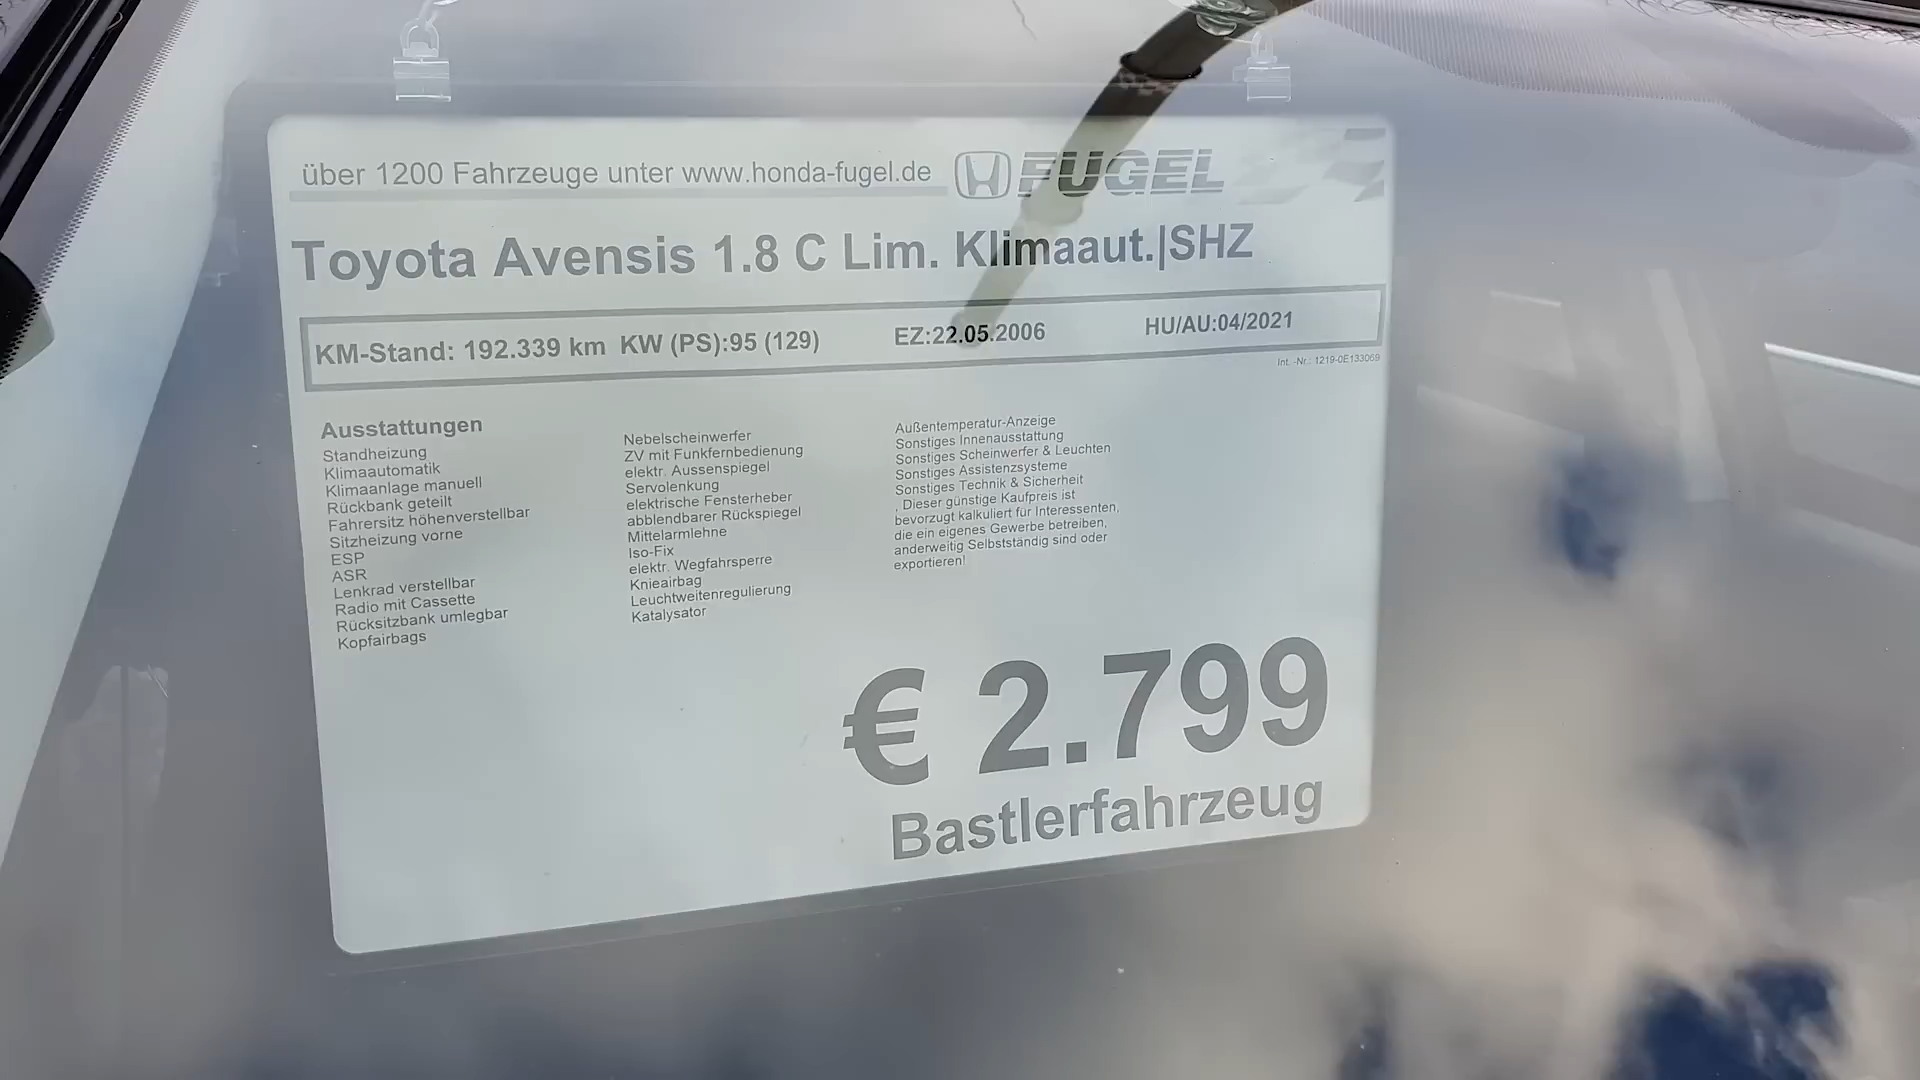 über 1200 Fahrzeuge unter www.honda-fugel.de FUGEL
Toyota Avensis 1.8 C Lim. Klimaaut.|SHZ
KM-Stand: 192.339 km KW (PS):95 (129) EZ:22.05.2006 HU/AU:04/2021
Int. -Nr.: 1219-0E133069
Ausstattungen
Standheizung
Klimaautomatik
Klimaanlage manuell
Rückbank geteilt
Fahrersitz höhenverstellbar
Sitzheizung vorne
ESP
ASR
Lenkrad verstellbar
Radio mit Cassette
Rücksitzbank umlegbar
Kopfairbags
Nebelscheinwerfer
ZV mit Funkfernbedienung
elektr. Aussenspiegel
Servolenkung
elektrische Fensterheber
abblendbarer Rückspiegel
Mittelarmlehne
Iso-Fix
elektr. Wegfahrsperre
Knieairbag
Leuchtweitenregulierung
Katalysator
Außentemperatur-Anzeige
Sonstiges Innenausstattung
Sonstiges Scheinwerfer & Leuchten
Sonstiges Assistenzsysteme
Sonstiges Technik & Sicherheit
, Dieser günstige Kaufpreis ist
bevorzugt kalkuliert für Interessenten,
die ein eigenes Gewerbe betreiben,
anderweitig Selbstständig sind oder
exportieren!
€ 2.799
Bastlerfahrzeug